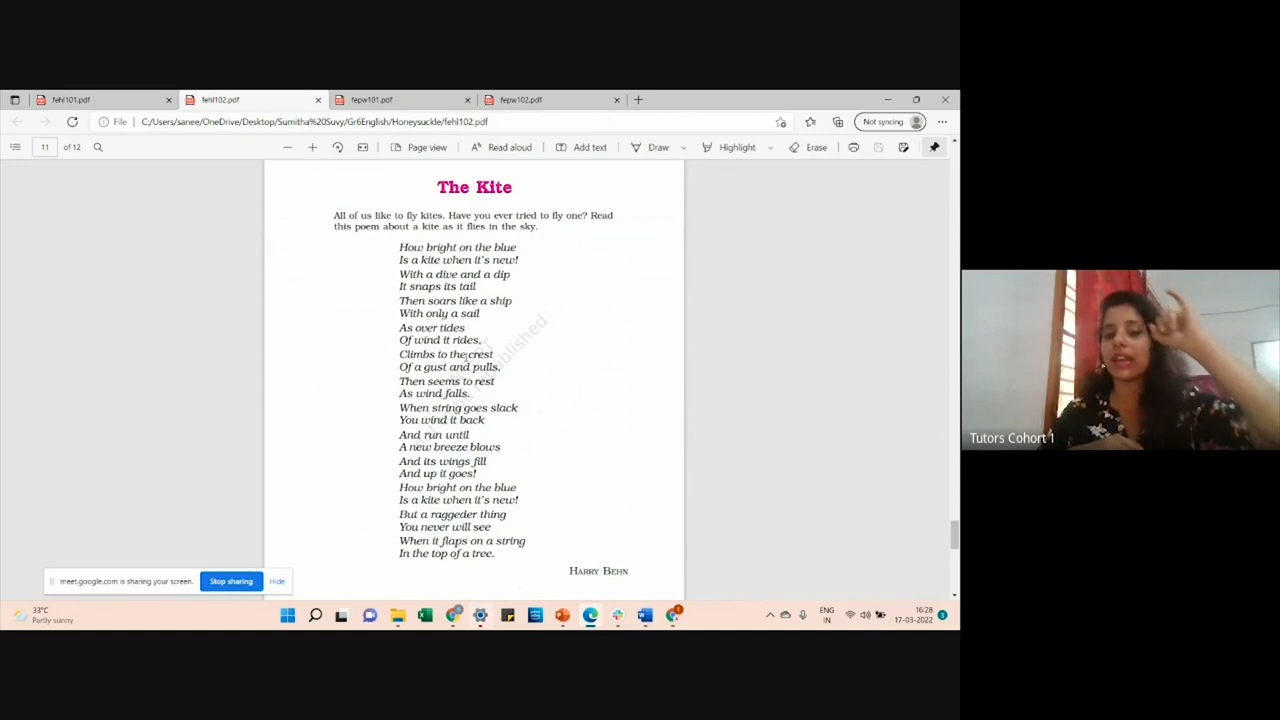 fehl101.pdf
fehl102.pdf
fepw101.pdf
fepw102.pdf
File
C:/Users/sanee/OneDrive/Desktop/Sumitha%20Suvy/Gr6English/Honeysuckle/fehl102.pdf
Not syncing
11 of 12
Page view
Read aloud
Add text
Draw
Highlight
Erase
The Kite
All of us like to fly kites. Have you ever tried to fly one? Read
this poem about a kite as it flies in the sky.
How bright on the blue
Is a kite when it's new!
With a dive and a dip
It snaps its tail
Then soars like a ship
With only a sail
As over tides
Of wind it rides,
Climbs to the crest
Of a gust and pulls,
Then seems to rest
As wind falls.
When string goes slack
You wind it back
And run until
A new breeze blows
And its wings fill
And up it goes!
How bright on the blue
Is a kite when it's new!
But a raggeder thing
You never will see
When it flaps on a string
In the top of a tree.
HARRY BEHN
Tutors Cohort 1
meet.google.com is sharing your screen.
Stop sharing
Hide
33°C
Partly sunny
ENG
IN
16:28
17-03-2022